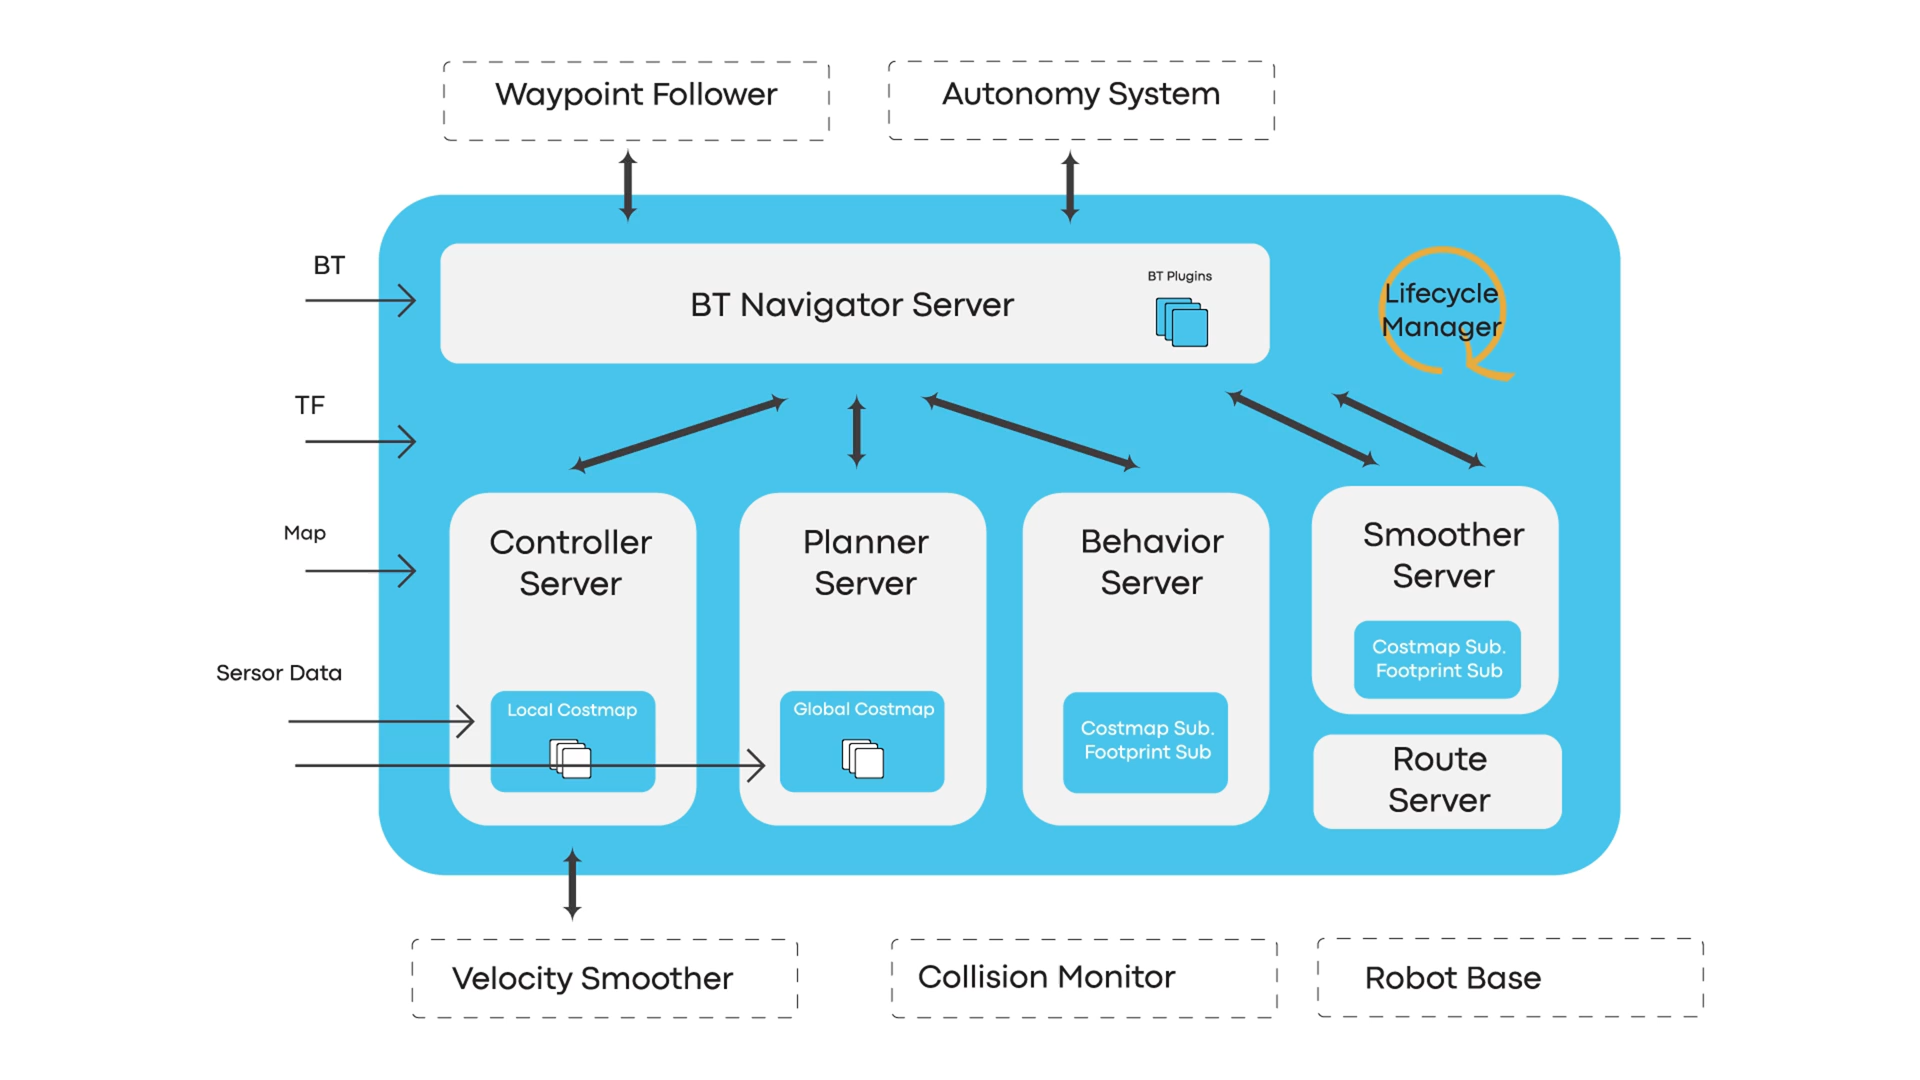 Waypoint Follower
Autonomy System
BT
BT Navigator Server
BT Plugins
Lifecycle
Manager
TF
Map
Sersor Data
Controller
Server
Local Costmap
Planner
Server
Global Costmap
Behavior
Server
Costmap Sub.
Footprint Sub
Smoother
Server
Costmap Sub.
Footprint Sub
Route
Server
Velocity Smoother
Collision Monitor
Robot Base